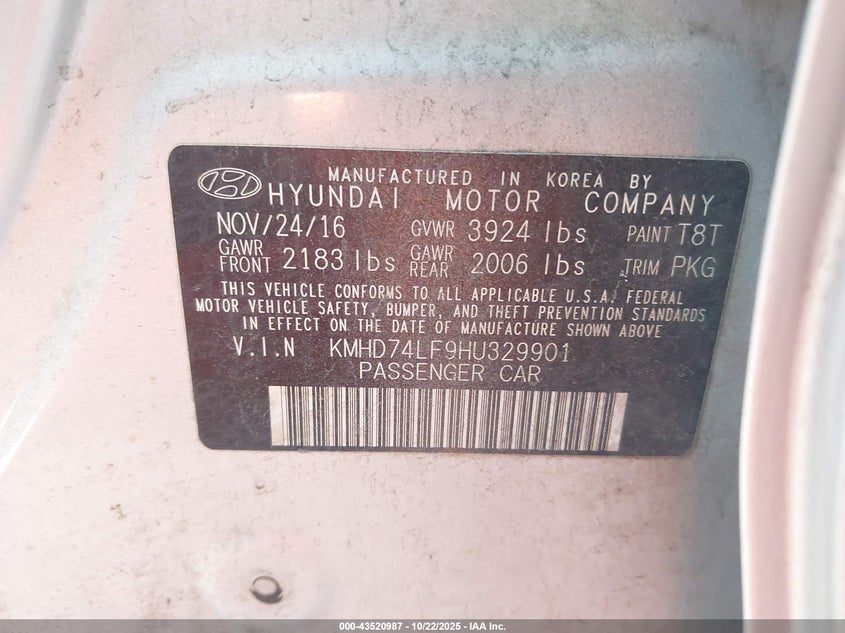 MANUFACTURED IN KOREA BY
HYUNDAI MOTOR COMPANY
NOV/24/16 GVWR 3924 lbs PAINT T8T
GAWR FRONT 2183 lbs GAWR REAR 2006 lbs TRIM PKG
THIS VEHICLE CONFORMS TO ALL APPLICABLE U.S.A. FEDERAL
MOTOR VEHICLE SAFETY, BUMPER, AND THEFT PREVENTION STANDARDS
IN EFFECT ON THE DATE OF MANUFACTURE SHOWN ABOVE
V.I.N KMHD74LF9HU329901
PASSENGER CAR
000-43520987 - 10/22/2025 - IAA Inc.